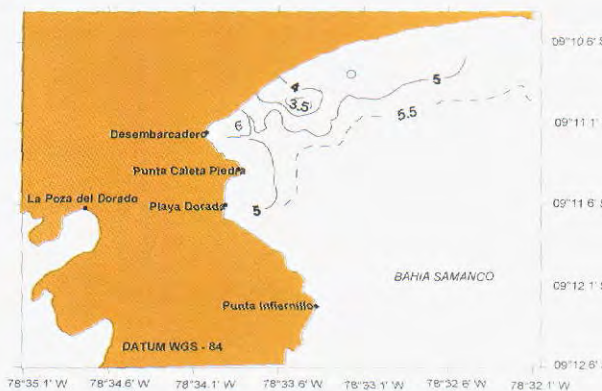 09°10.6' S
4
5
3.5
5.5
6
Desembarcadero
09°11.1' S
Punta Caleta Piedra
La Poza del Dorado
Playa Dorada
5
09°11.6' S
BAHIA SAMANCO
09°12.1' S
Punta Infiernillo
DATUM WGS - 84
09°12.6' S
78°35.1' W 78°34.6' W 78°34.1' W 78°33.6' W 78°33.1' W 78°32.6' W 78°32.1' W